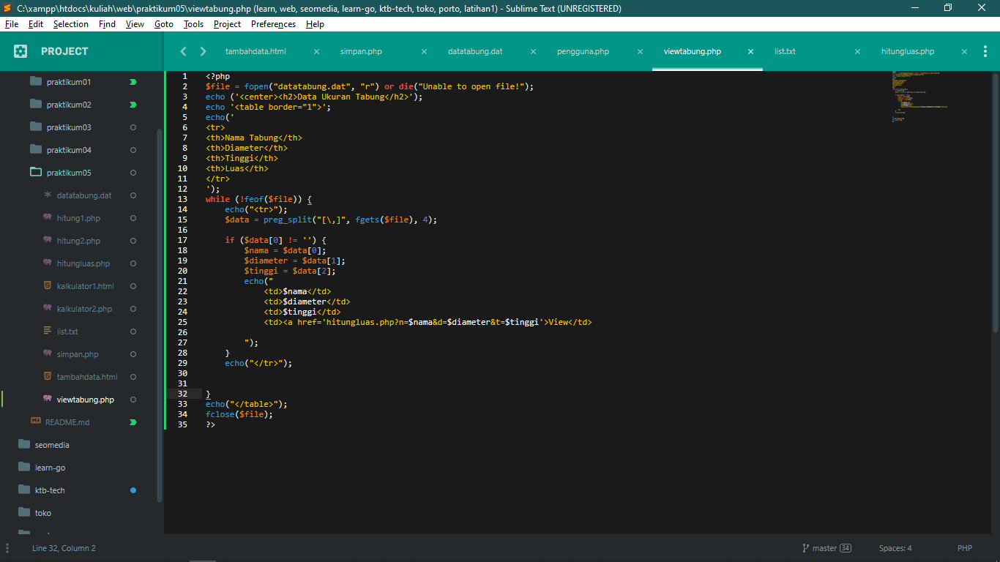 C:\xampp\htdocs\kuliah\web\praktikum05\viewtabung.php (learn, web, seomedia, learn-go, ktb-tech, toko, porto, latihan1) - Sublime Text (UNREGISTERED)
File Edit Selection Find View Goto Tools Project Preferences Help
PROJECT
tambahdata.html simpan.php datatabung.dat pengguna.php viewtabung.php list.txt hitungluas.php
praktikum01
praktikum02
praktikum03
praktikum04
praktikum05
datatabung.dat
hitung1.php
hitung2.php
hitungluas.php
kalkulator1.html
kalkulator2.php
list.txt
simpan.php
tambahdata.html
viewtabung.php
README.md
seomedia
learn-go
ktb-tech
toko
1 <?php
2 $file = fopen("datatabung.dat", "r") or die("Unable to open file!");
3 echo ('<center><h2>Data Ukuran Tabung</h2>');
4 echo '<table border="1">';
5 echo('
6 <tr>
7 <th>Nama Tabung</th>
8 <th>Diameter</th>
9 <th>Tinggi</th>
10 <th>Luas</th>
11 </tr>
12 ');
13 while (!feof($file)) {
14     echo("<tr>");
15     $data = preg_split("[\,]", fgets($file), 4);
16
17     if ($data[0] != '') {
18         $nama = $data[0];
19         $diameter = $data[1];
20         $tinggi = $data[2];
21         echo("
22             <td>$nama</td>
23             <td>$diameter</td>
24             <td>$tinggi</td>
25             <td><a href='hitungluas.php?n=$nama&d=$diameter&t=$tinggi'>View</td>
26
27         ");
28     }
29     echo("</tr>");
30
31
32 }
33 echo("</table>");
34 fclose($file);
35 ?>
Line 32, Column 2 master 34 Spaces: 4 PHP